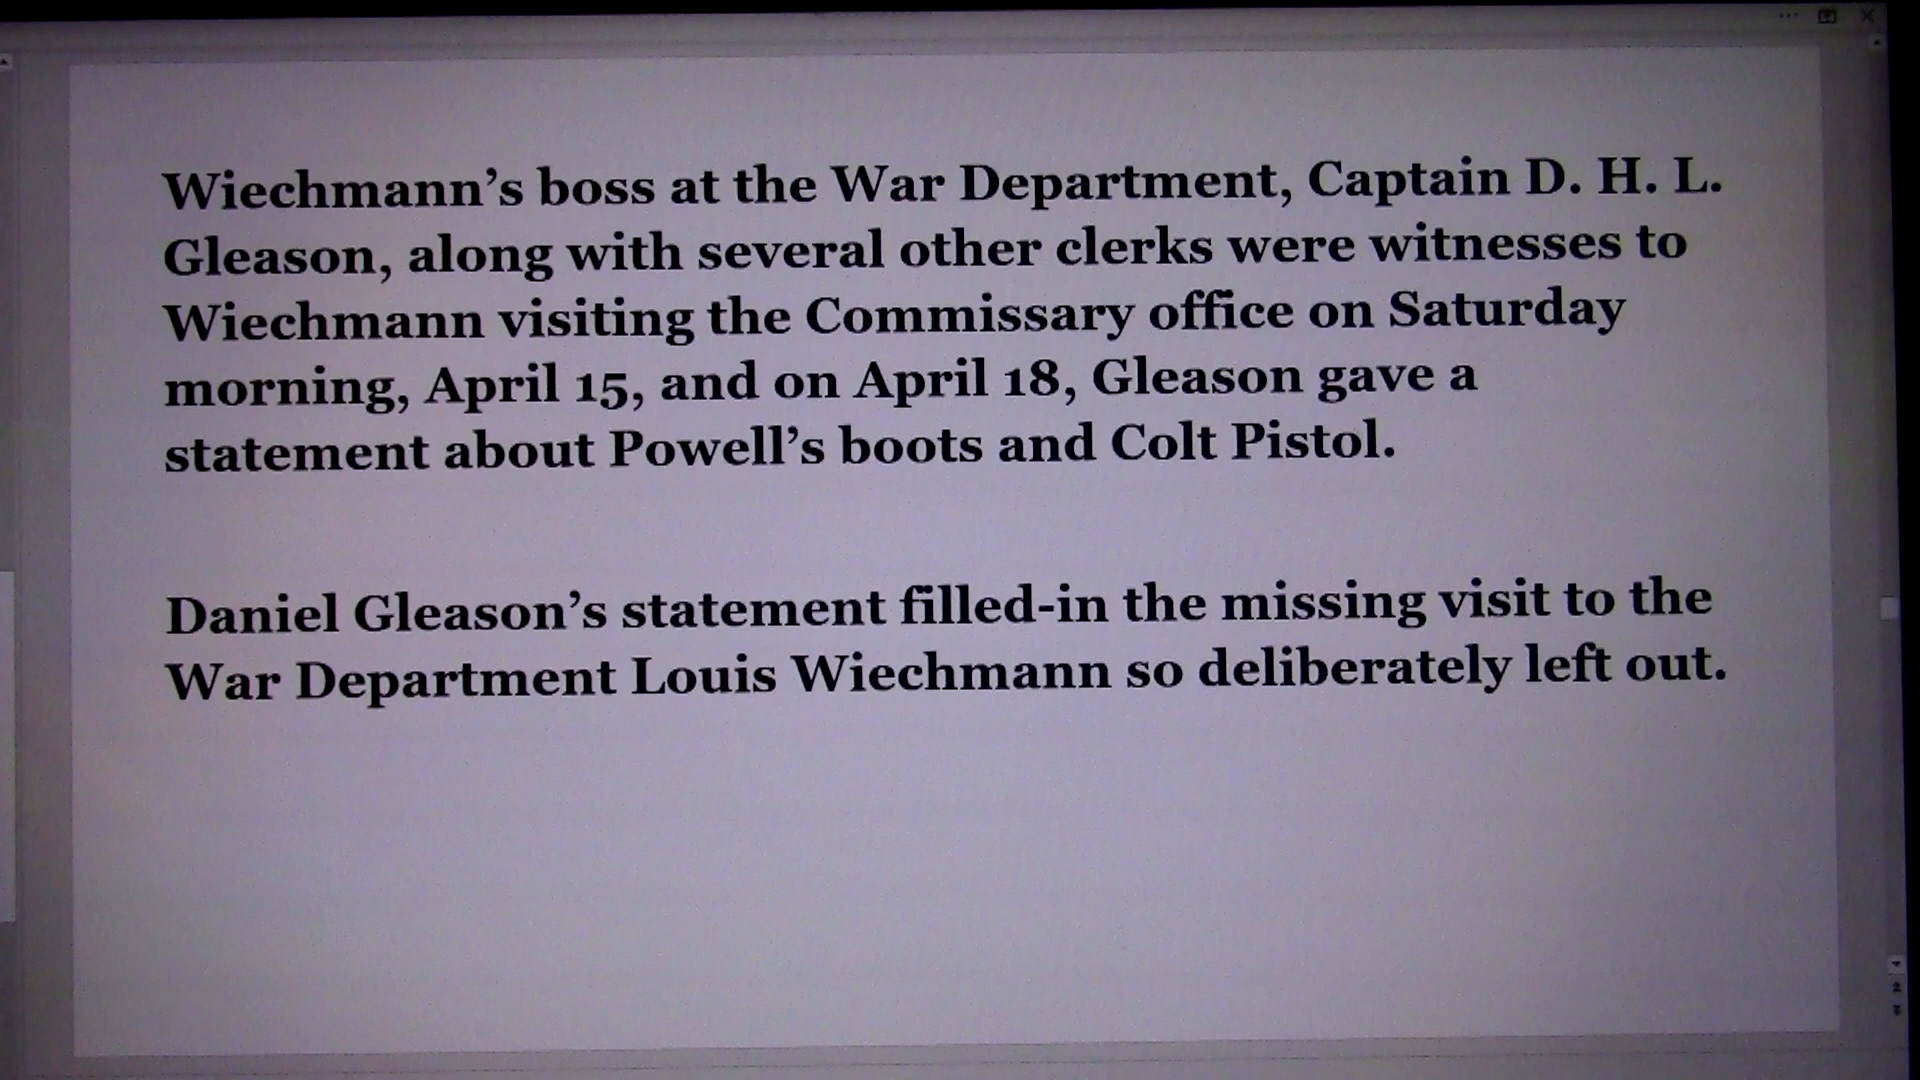 Wiechmann’s boss at the War Department, Captain D. H. L.
Gleason, along with several other clerks were witnesses to
Wiechmann visiting the Commissary office on Saturday
morning, April 15, and on April 18, Gleason gave a
statement about Powell’s boots and Colt Pistol.
Daniel Gleason’s statement filled-in the missing visit to the
War Department Louis Wiechmann so deliberately left out.